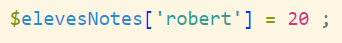 $elevesNotes['robert'] = 20 ;